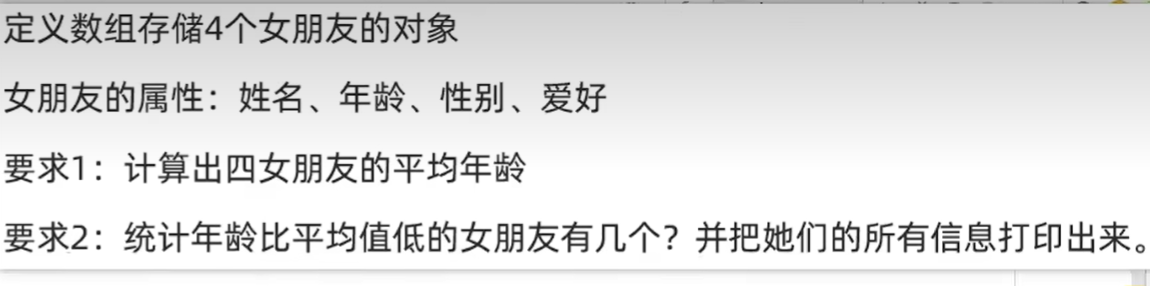 定义数组存储4个女朋友的对象
女朋友的属性：姓名、年龄、性别、爱好
要求1：计算出四女朋友的平均年龄
要求2：统计年龄比平均值低的女朋友有几个？并把她们的所有信息打印出来。